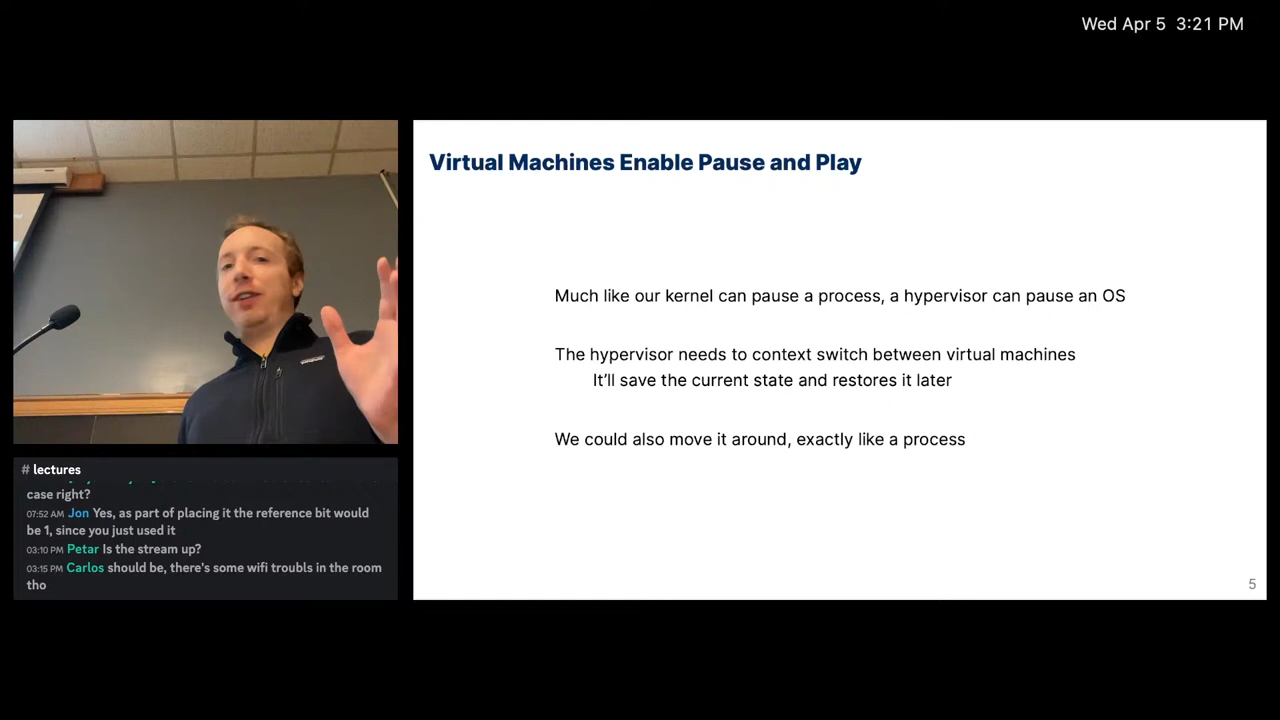 Wed Apr 5 3:21 PM
Virtual Machines Enable Pause and Play
Much like our kernel can pause a process, a hypervisor can pause an OS
The hypervisor needs to context switch between virtual machines
It’ll save the current state and restores it later
We could also move it around, exactly like a process
5
# lectures
case right?
07:52 AM Jon Yes, as part of placing it the reference bit would
be 1, since you just used it
03:10 PM Petar Is the stream up?
03:15 PM Carlos should be, there's some wifi troubls in the room
tho